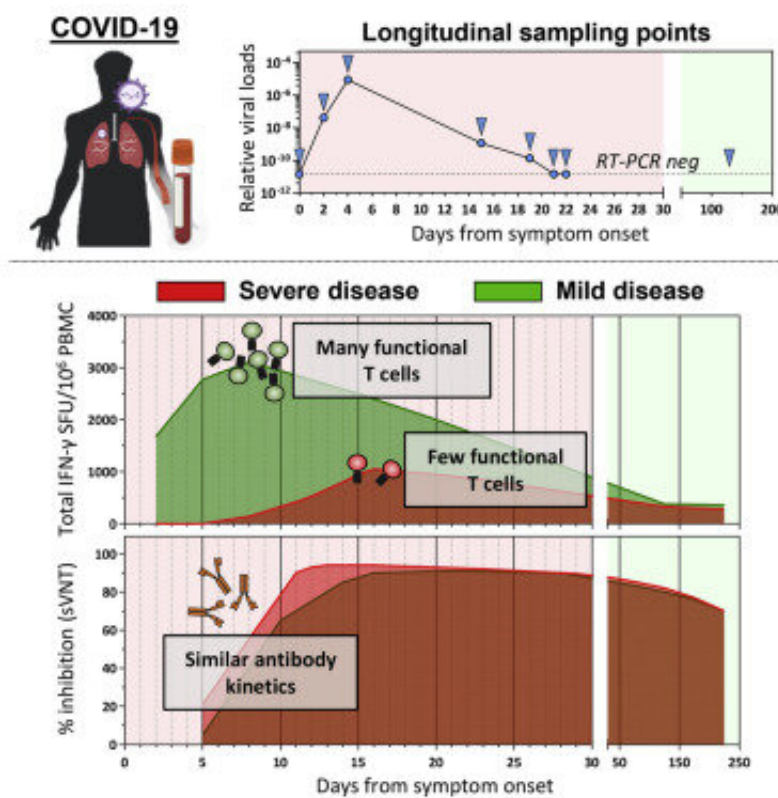 COVID-19
Longitudinal sampling points
Relative viral loads
10⁻⁴
10⁻⁶
10⁻⁸
10⁻¹⁰
10⁻¹²
RT-PCR neg
0 2 4 6 8 10 12 14 16 18 20 22 30 100 200
Days from symptom onset
Severe disease
Mild disease
Total IFN-γ SFU/10⁶ PBMC
4000
3000
2000
1000
0
Many functional
T cells
Few functional
T cells
% inhibition (sVNT)
100
80
60
40
20
0
Similar antibody
kinetics
0 5 10 15 20 25 30 50 150 250
Days from symptom onset